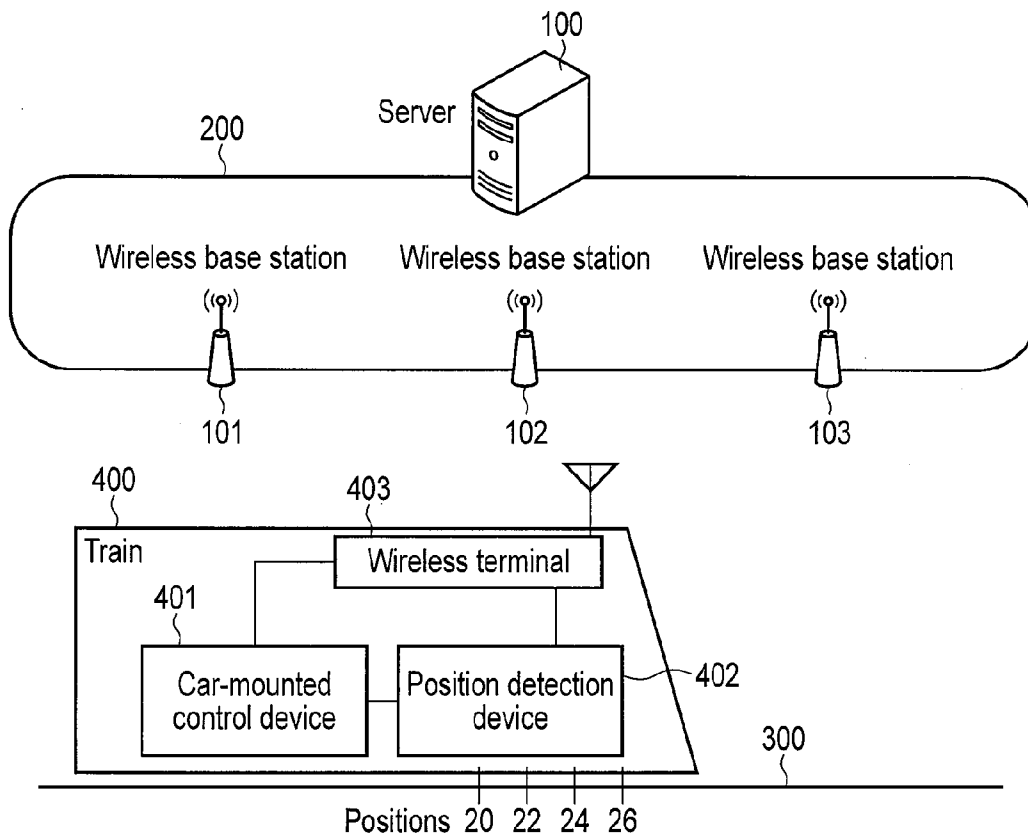 100
Server
200
Wireless base station Wireless base station Wireless base station
101 102 103
400
403
Train
Wireless terminal
401
Car-mounted
control device
Position detection
device
402
300
Positions 20 22 24 26